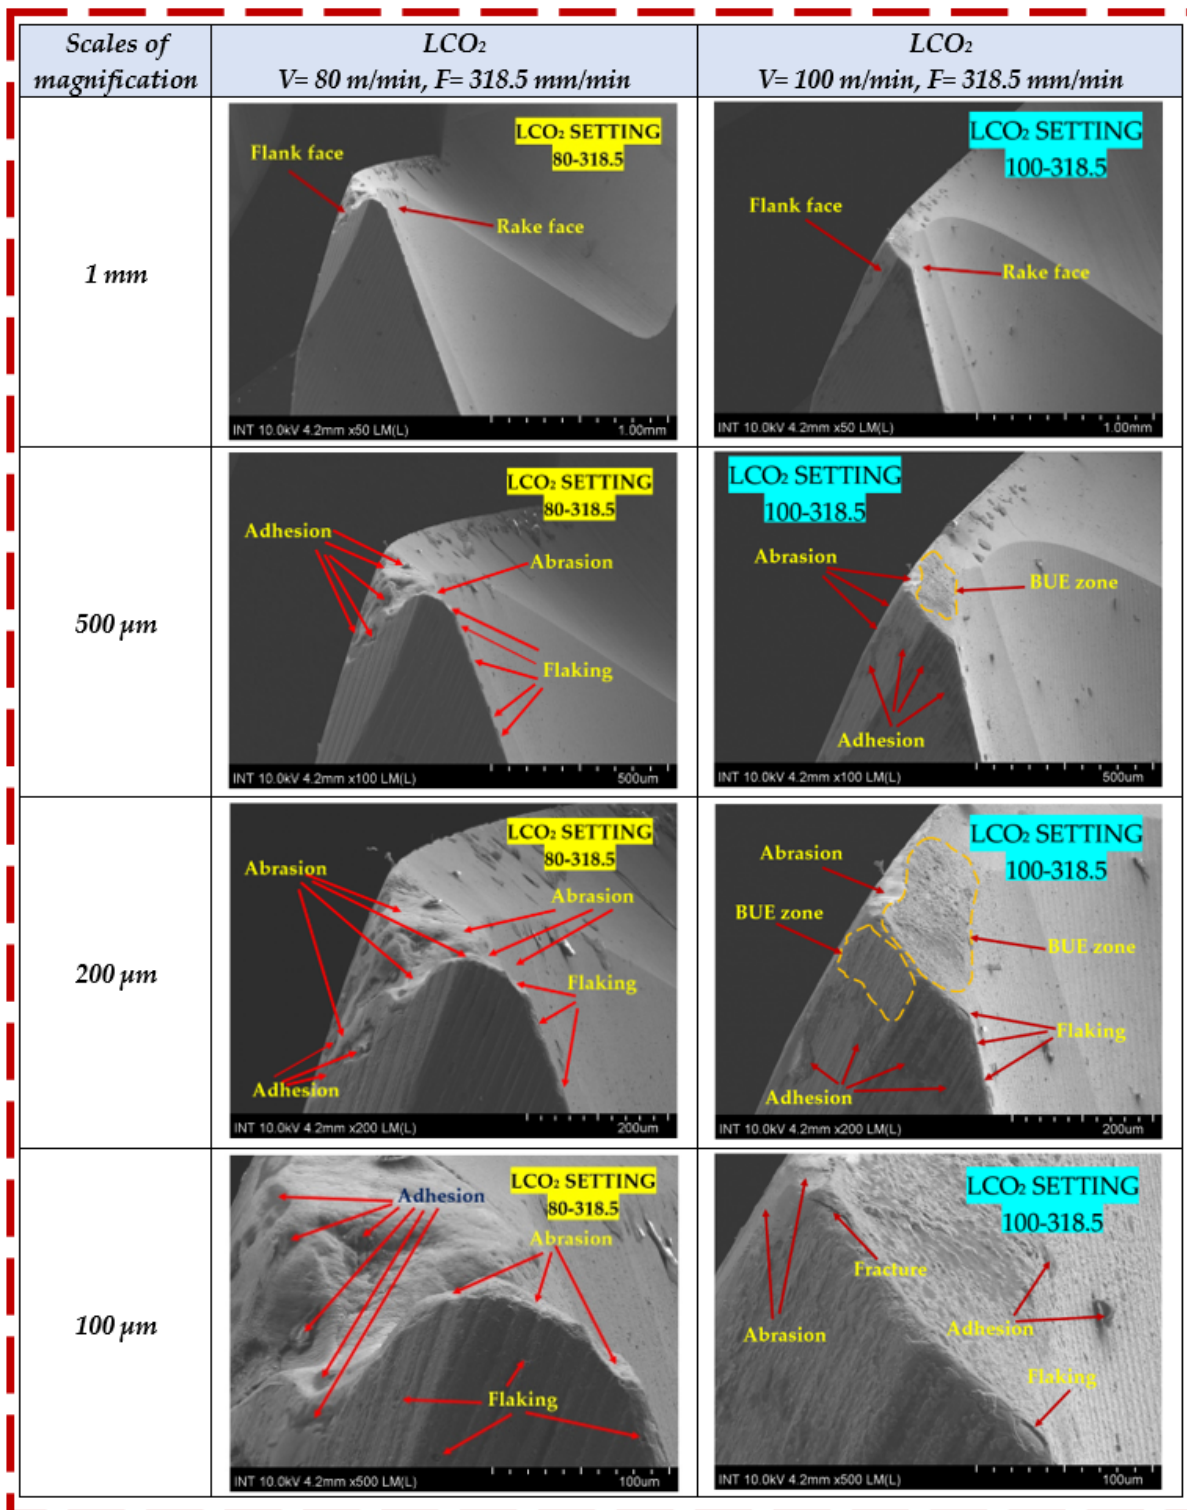 Scales of magnification
LCO₂
V= 80 m/min, F= 318.5 mm/min
LCO₂
V= 100 m/min, F= 318.5 mm/min
1 mm
LCO₂ SETTING
80-318.5
Flank face
Rake face
INT 10.0kV 4.2mm x50 LM(L)
1.00mm
LCO₂ SETTING
100-318.5
Flank face
Rake face
INT 10.0kV 4.2mm x50 LM(L)
1.00mm
500 µm
LCO₂ SETTING
80-318.5
Adhesion
Abrasion
Flaking
INT 10.0kV 4.2mm x100 LM(L)
500um
LCO₂ SETTING
100-318.5
Abrasion
BUE zone
Adhesion
INT 10.0kV 4.2mm x100 LM(L)
500um
200 µm
LCO₂ SETTING
80-318.5
Abrasion
Abrasion
Flaking
Adhesion
INT 10.0kV 4.2mm x200 LM(L)
200um
LCO₂ SETTING
100-318.5
Abrasion
BUE zone
BUE zone
Flaking
Adhesion
INT 10.0kV 4.2mm x200 LM(L)
200um
100 µm
LCO₂ SETTING
80-318.5
Adhesion
Abrasion
Flaking
INT 10.0kV 4.2mm x500 LM(L)
100um
LCO₂ SETTING
100-318.5
Fracture
Abrasion
Adhesion
Flaking
INT 10.0kV 4.2mm x500 LM(L)
100um